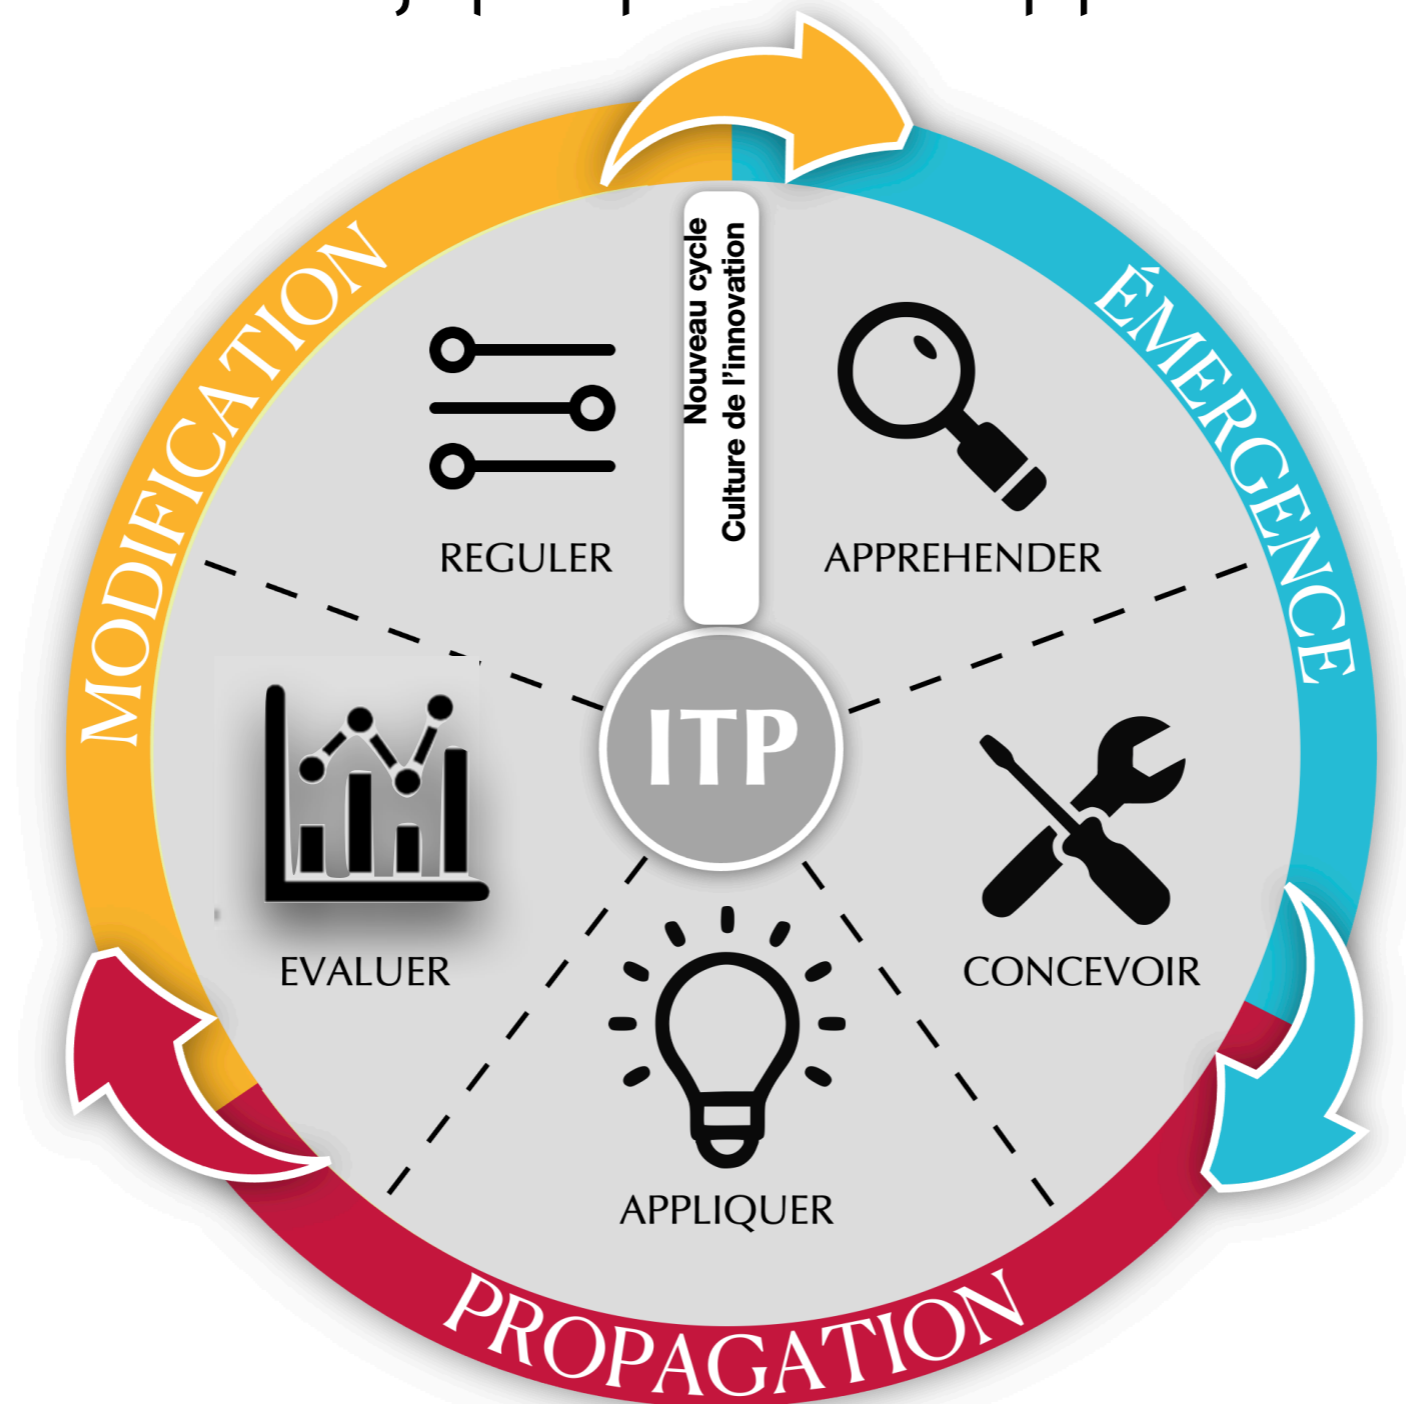 Nouveau cycle
Culture de l'innovation
MODIFICATION
ÉMERGENCE
REGULER
APPREHENDER
ITP
EVALUER
CONCEVOIR
APPLIQUER
PROPAGATION